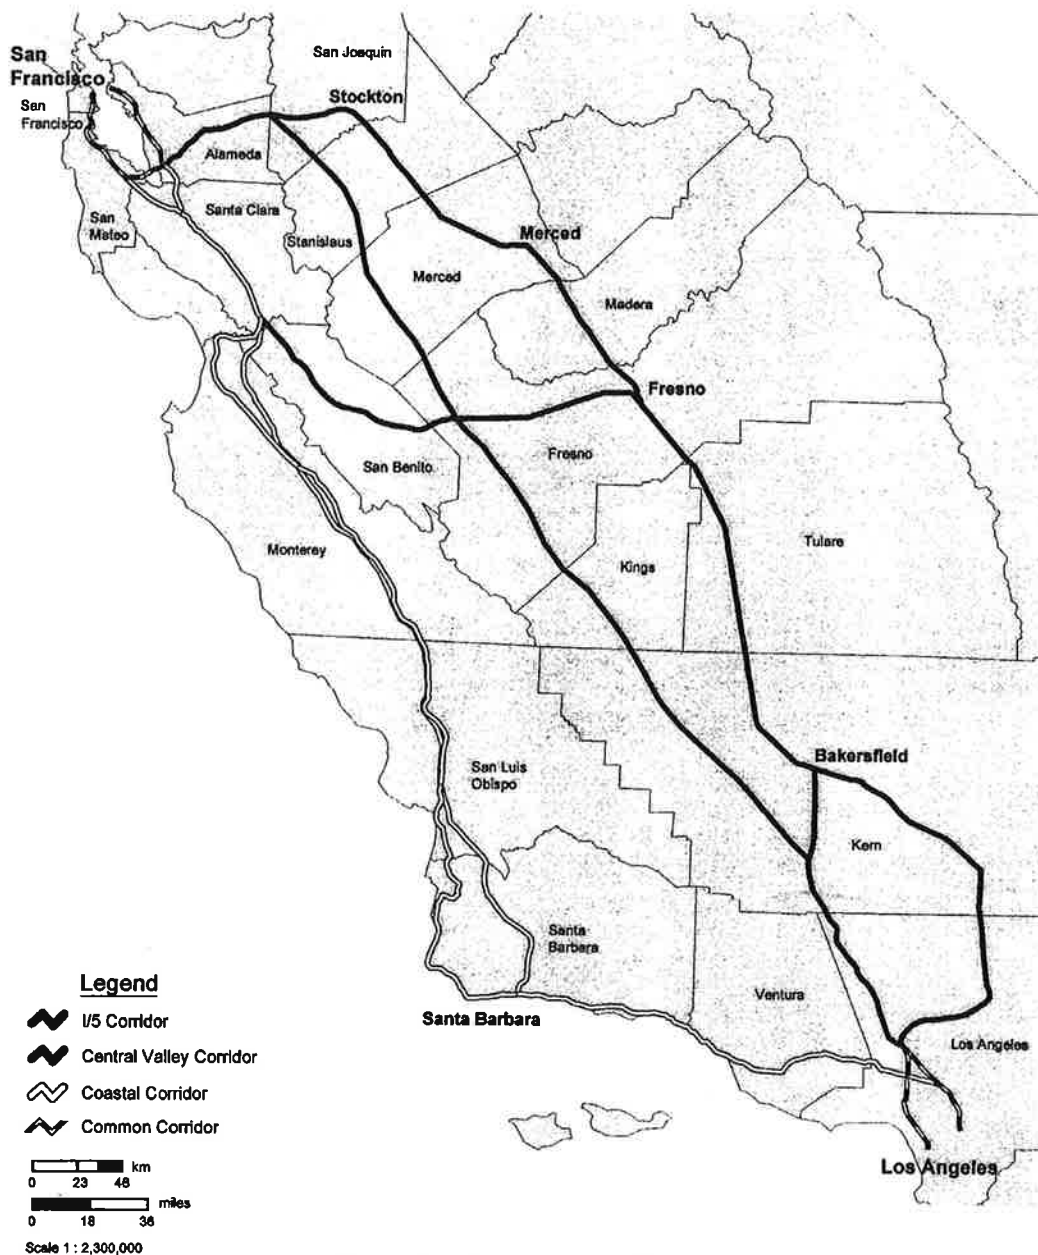 San
Francisco
San
Francisco
San Joaquin
Stockton
Alameda
San
Mateo
Santa Clara
Stanislaus
Merced
Merced
Madera
Fresno
Fresno
San Benito
Monterey
Kings
Tulare
Bakersfield
San Luis
Obispo
Kern
Santa
Barbara
Ventura
Santa Barbara
Los Angeles
Los Angeles
Legend
I/5 Corridor
Central Valley Corridor
Coastal Corridor
Common Corridor
km
0 23 46
miles
0 18 36
Scale 1 : 2,300,000